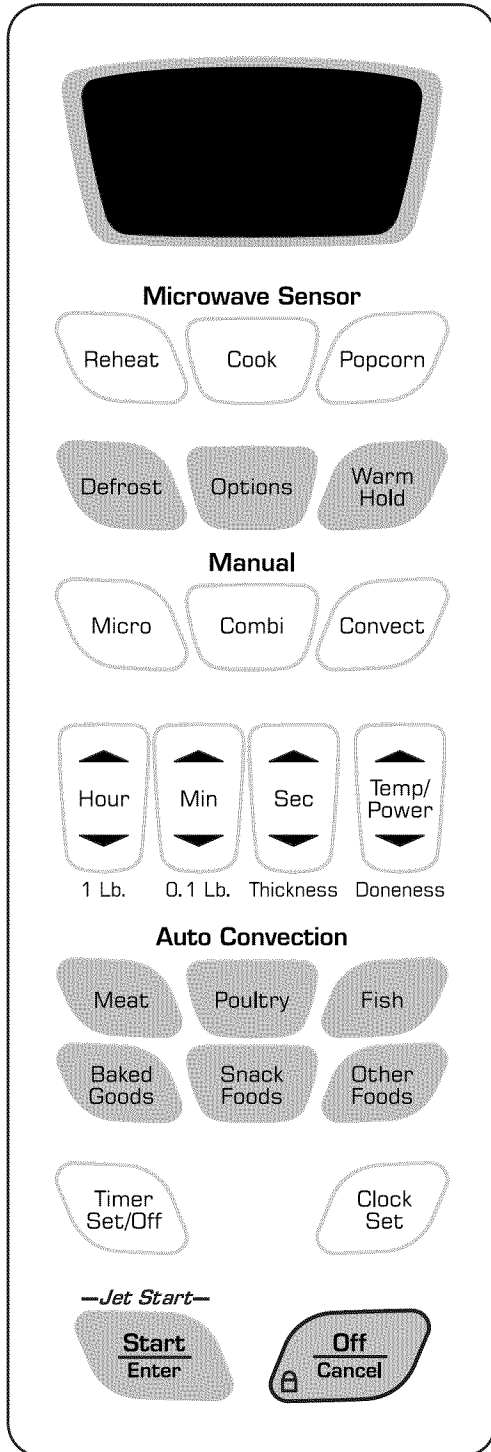 Microwave Sensor
Reheat
Cook
Popcorn
Defrost
Options
Warm
Hold
Manual
Micro
Combi
Convect
Hour
Min
Sec
Temp/
Power
1 Lb.
0.1 Lb.
Thickness
Doneness
Auto Convection
Meat
Poultry
Fish
Baked
Goods
Snack
Foods
Other
Foods
Timer
Set/Off
Clock
Set
—Jet Start—
Start
Enter
Off
Cancel